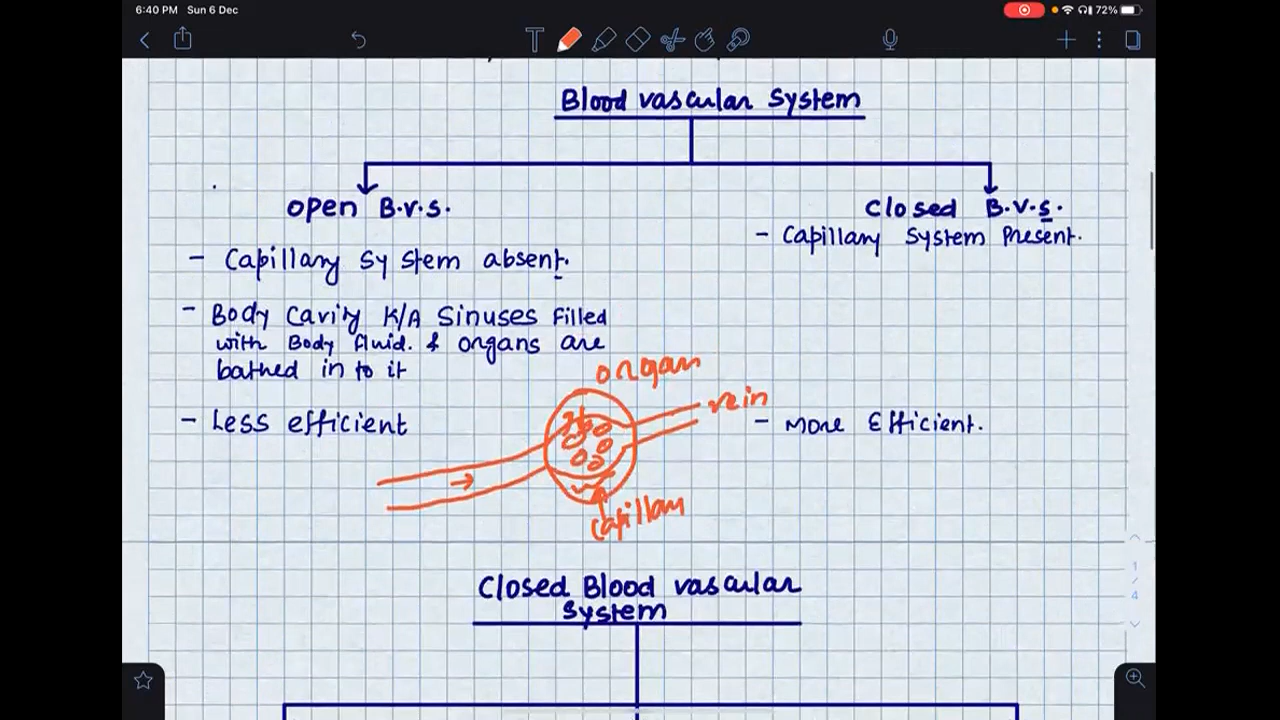 6:40 PM Sun 6 Dec
72%
Blood vascular System
open B.v.s.
Closed B.v.s.
- Capillary System Present.
- Capillary System absent.
- Body Cavity K/A Sinuses Filled
with Body fluid. & organs are
bathed in to it
organ
vein
- Less efficient
- More Efficient.
Capillary
Closed Blood vascular
System
1
4